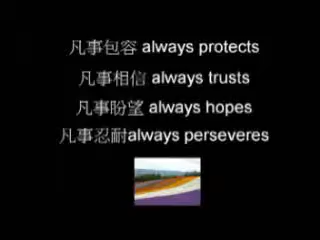 凡事包容 always protects
凡事相信 always trusts
凡事盼望 always hopes
凡事忍耐always perseveres